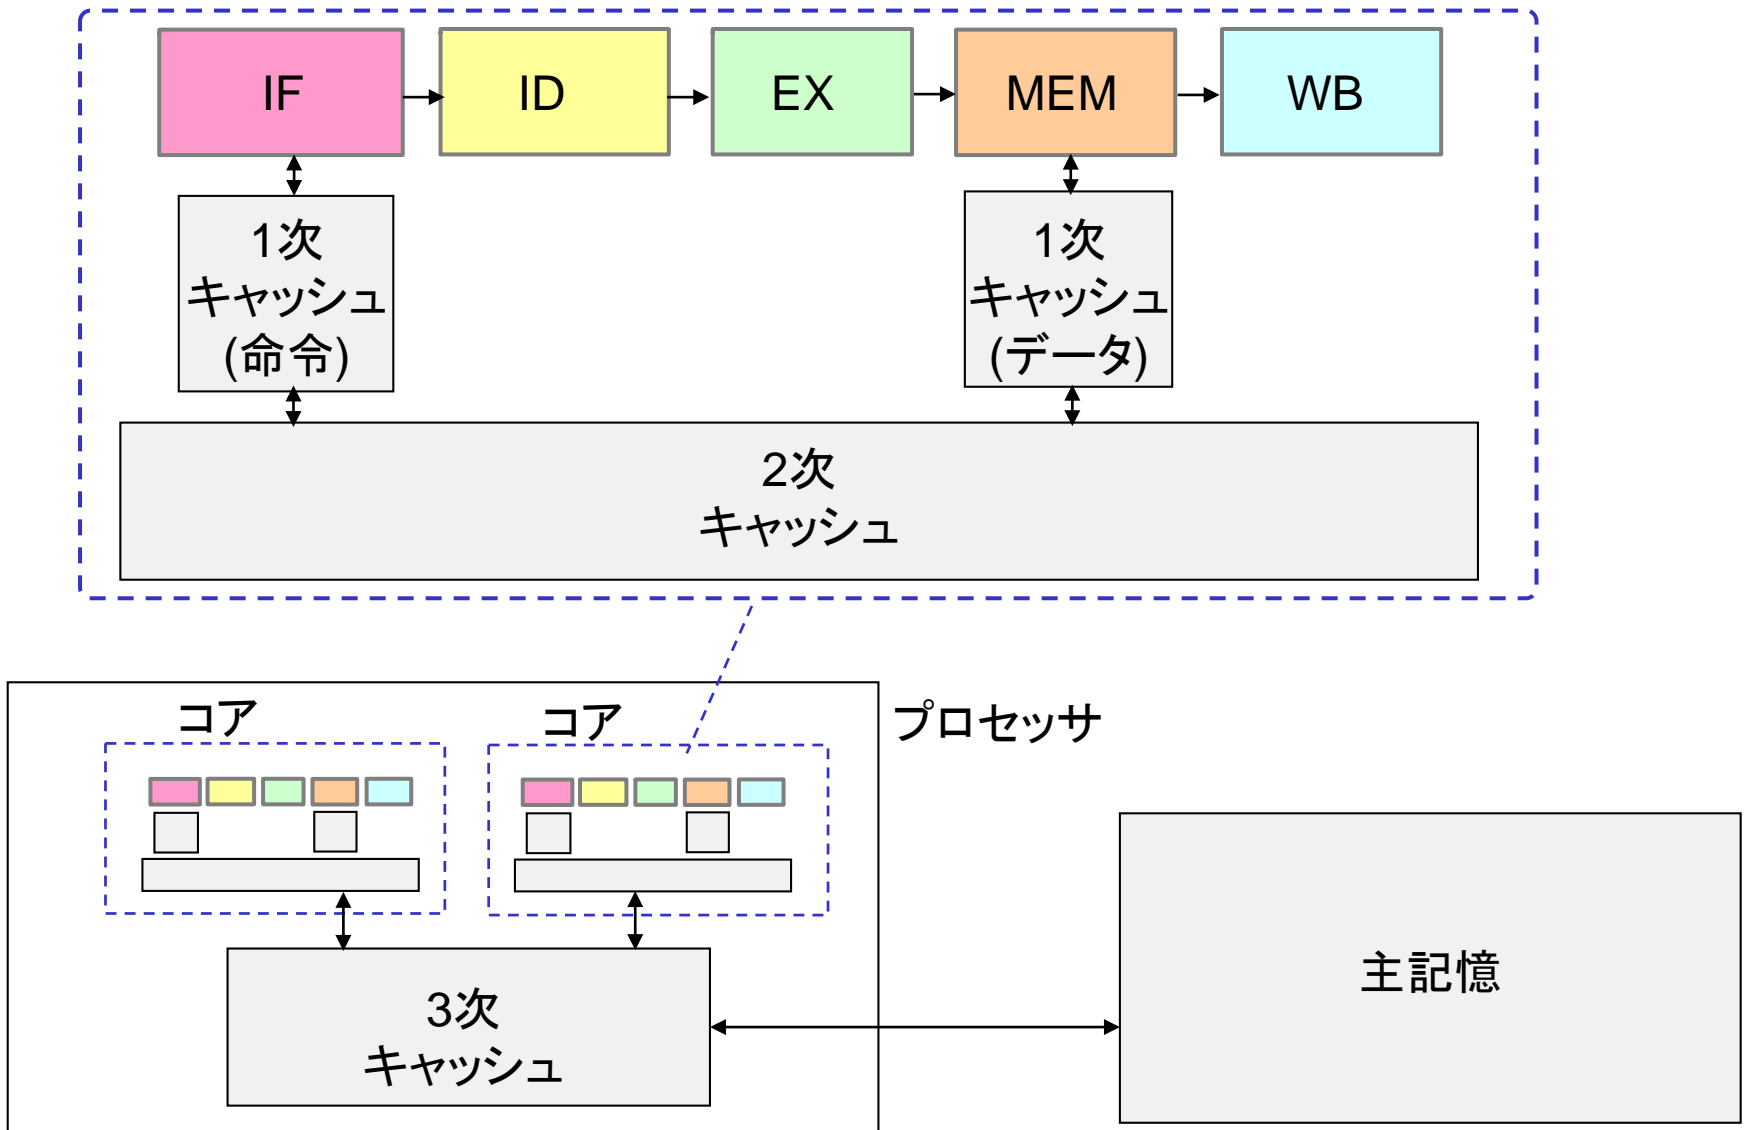 IF
ID
EX
MEM
WB
1次
キャッシュ
(命令)
1次
キャッシュ
(データ)
2次
キャッシュ
コア
コア
プロセッサ
3次
キャッシュ
主記憶